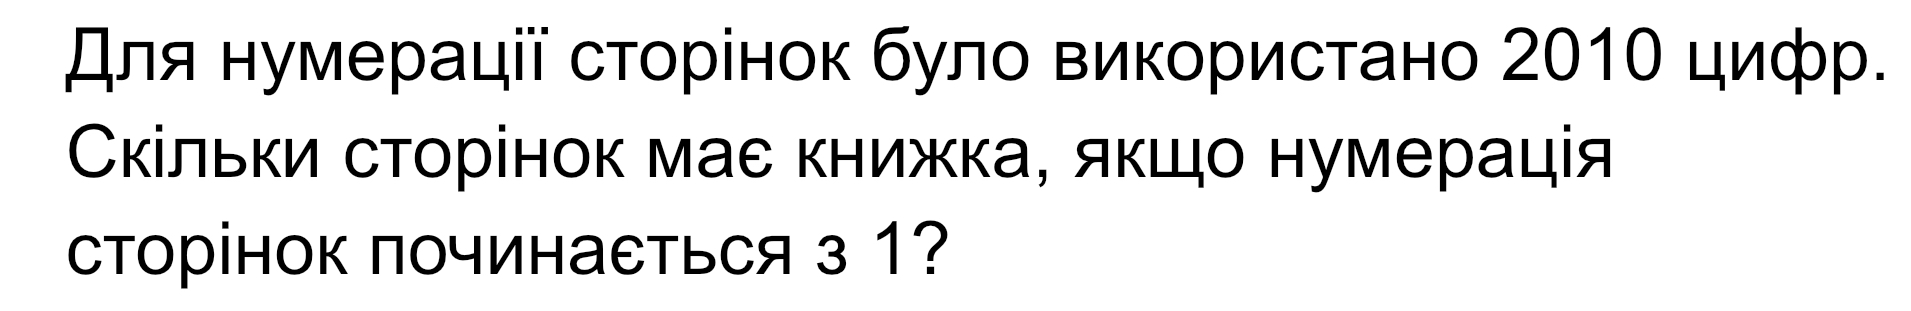 Для нумерації сторінок було використано 2010 цифр.
Скільки сторінок має книжка, якщо нумерація
сторінок починається з 1?